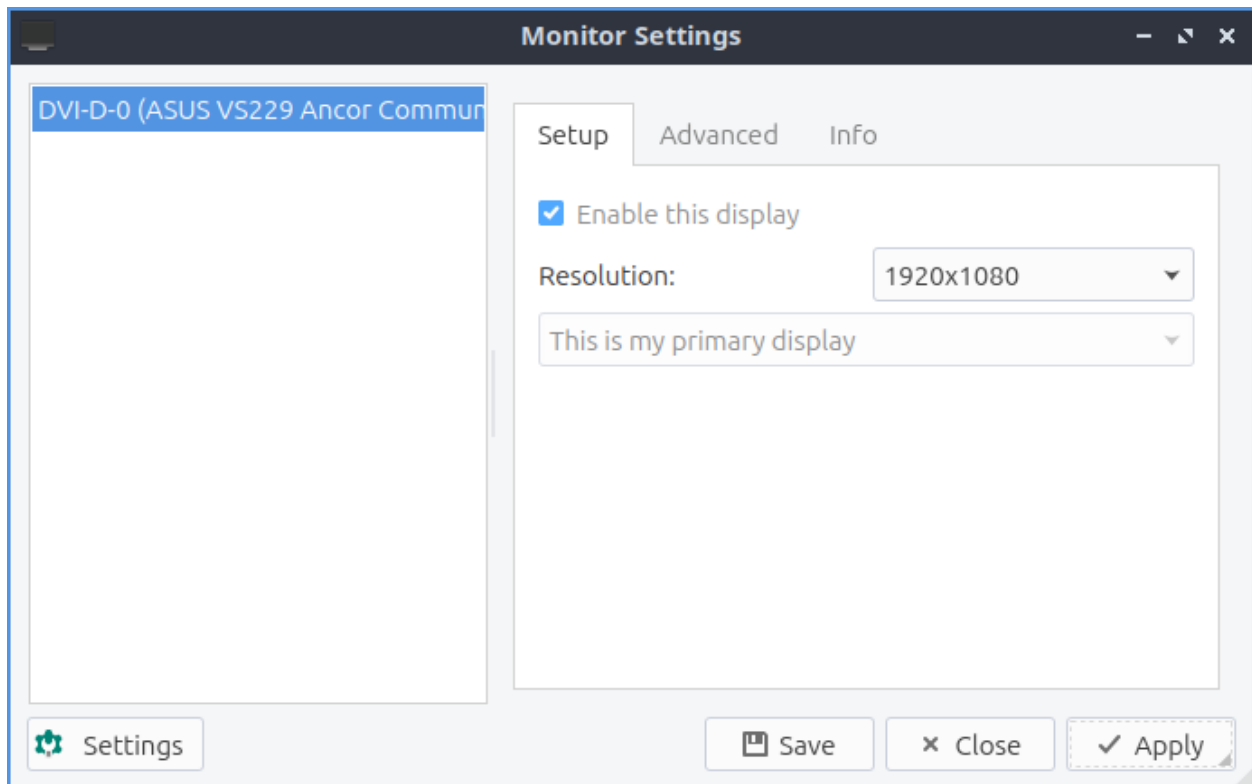 Monitor Settings
DVI-D-0 (ASUS VS229 Ancor Commun
Setup Advanced Info
Enable this display
Resolution: 1920x1080
This is my primary display
Settings Save Close Apply